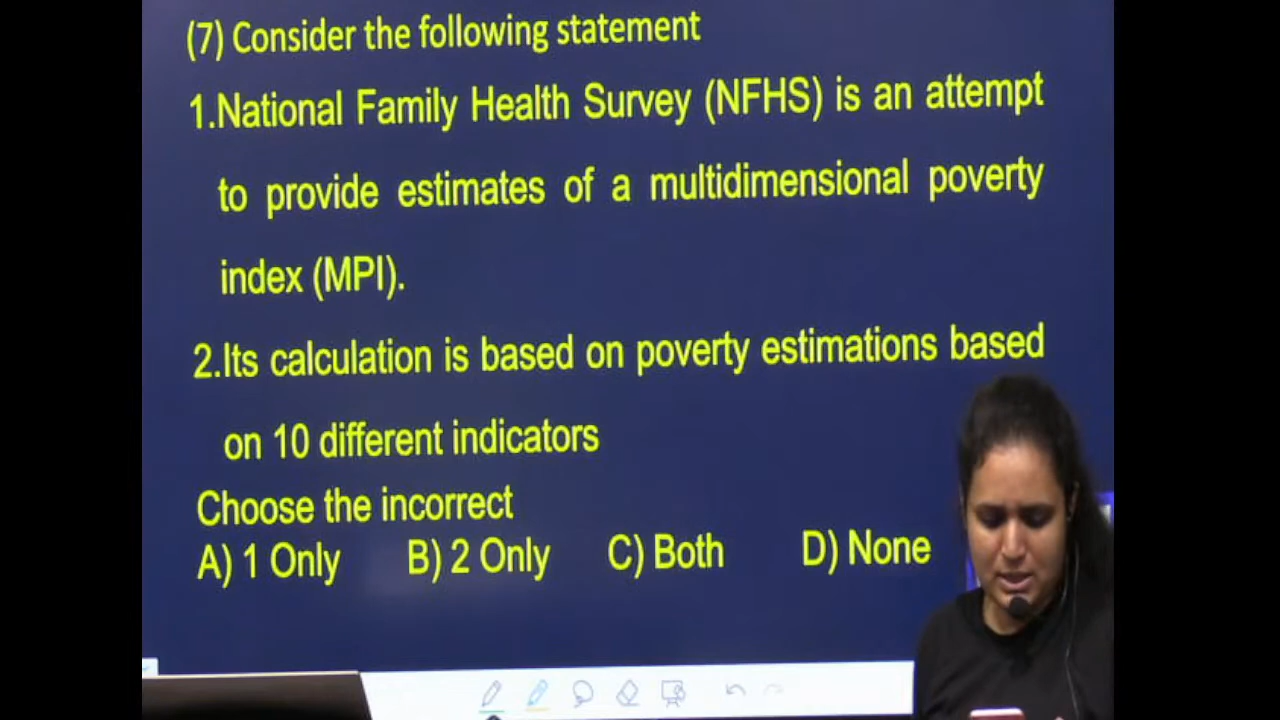 (7) Consider the following statement
1.National Family Health Survey (NFHS) is an attempt
to provide estimates of a multidimensional poverty
index (MPI).
2.Its calculation is based on poverty estimations based
on 10 different indicators
Choose the incorrect
A) 1 Only B) 2 Only C) Both D) None